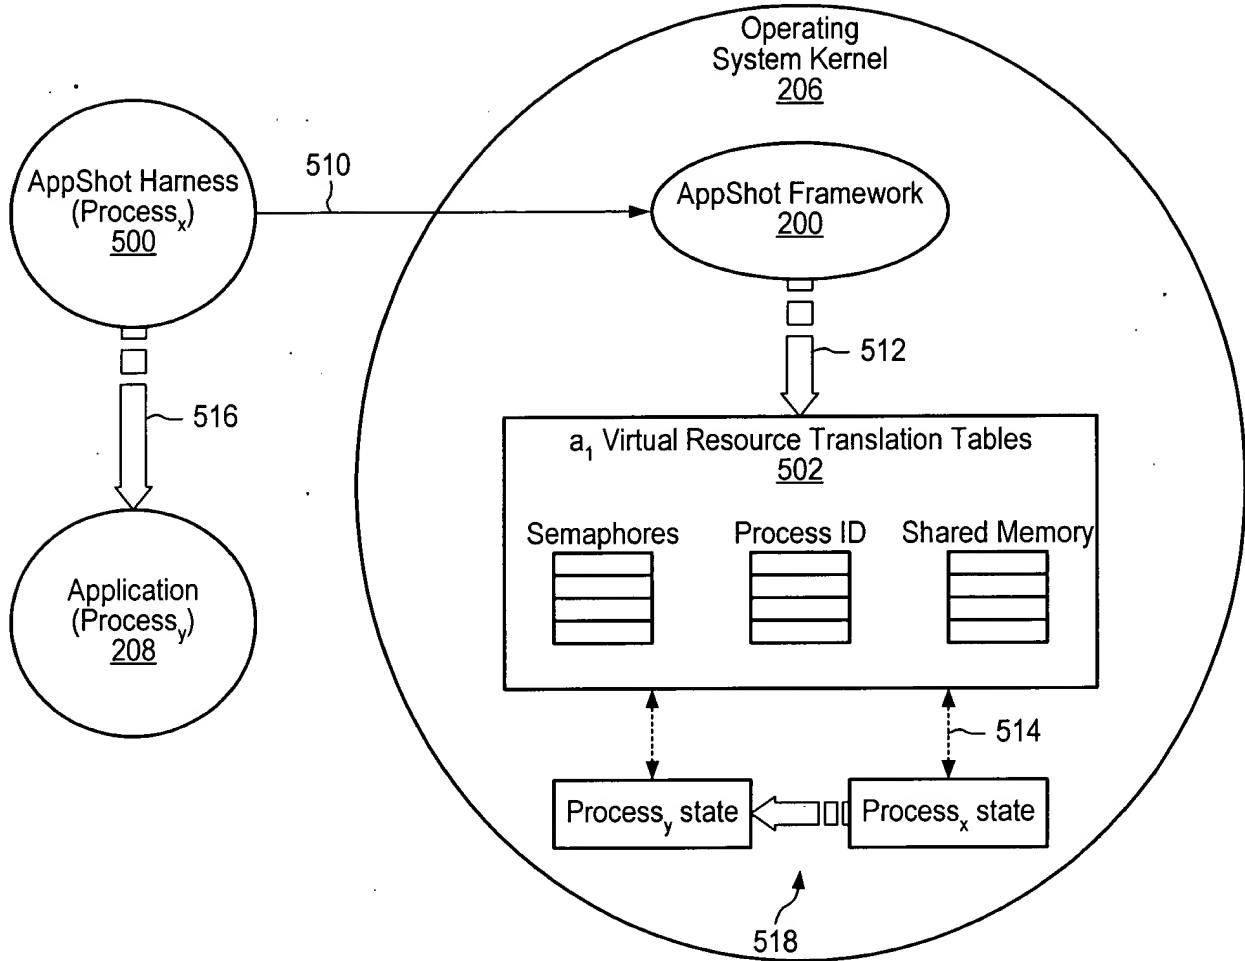 Operating
System Kernel
206
AppShot Harness
(Processx)
500
510
AppShot Framework
200
512
516
a1 Virtual Resource Translation Tables
502
Semaphores
Process ID
Shared Memory
Application
(Processy)
208
514
Processy state
Processx state
518